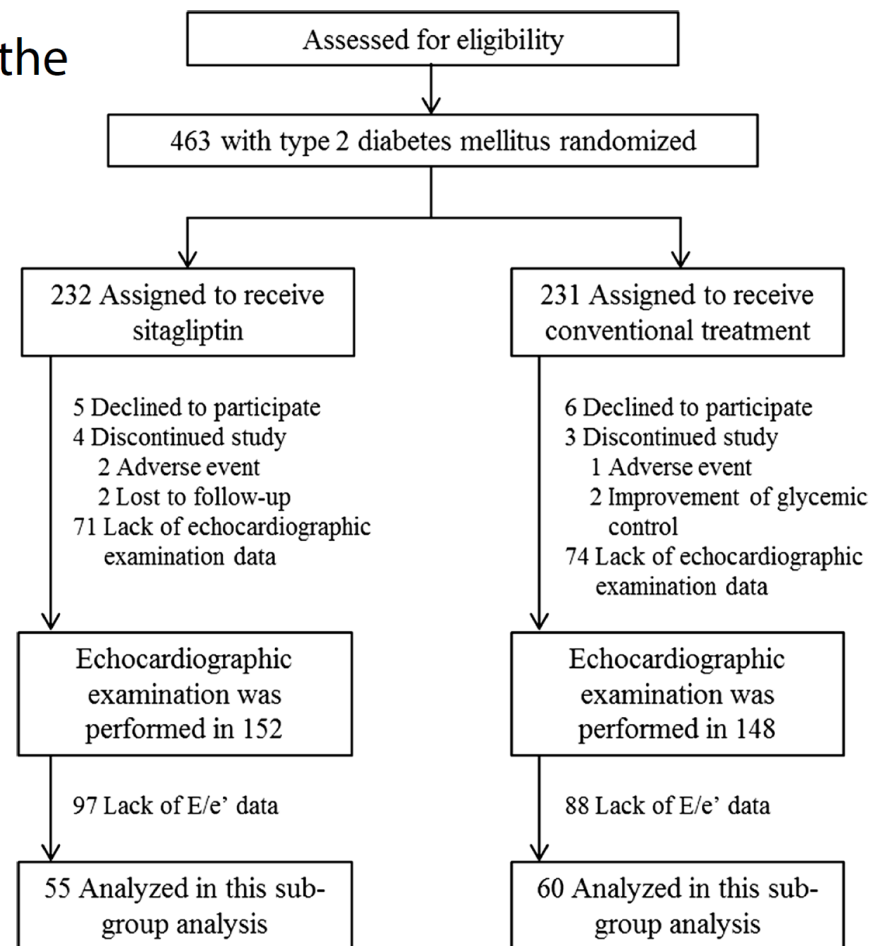 the
Assessed for eligibility
463 with type 2 diabetes mellitus randomized
232 Assigned to receive
sitagliptin
231 Assigned to receive
conventional treatment
5 Declined to participate
4 Discontinued study
2 Adverse event
2 Lost to follow-up
71 Lack of echocardiographic
examination data
6 Declined to participate
3 Discontinued study
1 Adverse event
2 Improvement of glycemic
control
74 Lack of echocardiographic
examination data
Echocardiographic
examination was
performed in 152
Echocardiographic
examination was
performed in 148
97 Lack of E/e’ data
88 Lack of E/e’ data
55 Analyzed in this sub-
group analysis
60 Analyzed in this sub-
group analysis